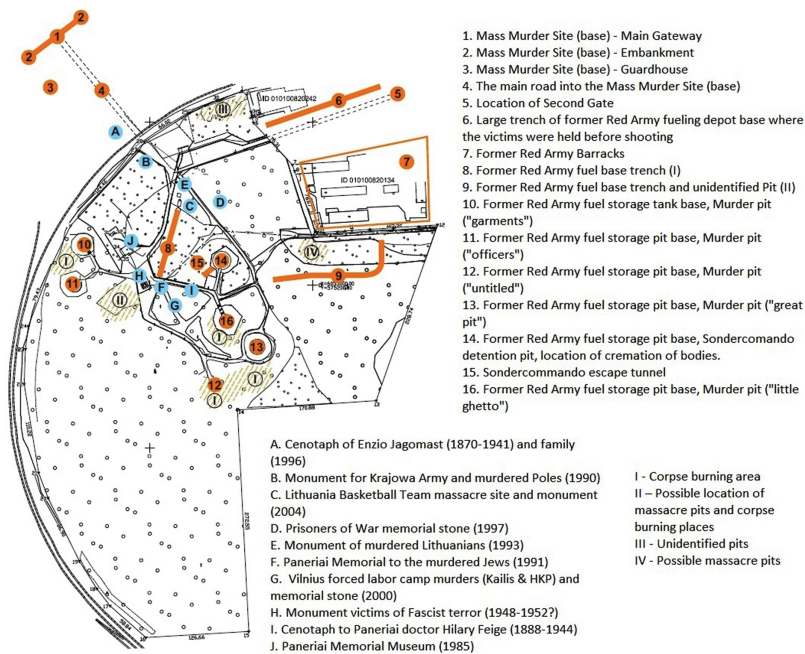 1. Mass Murder Site (base) - Main Gateway
2. Mass Murder Site (base) - Embankment
3. Mass Murder Site (base) - Guardhouse
4. The main road into the Mass Murder Site (base)
5. Location of Second Gate
6. Large trench of former Red Army fueling depot base where
the victims were held before shooting
7. Former Red Army Barracks
8. Former Red Army fuel base trench (I)
9. Former Red Army fuel base trench and unidentified Pit (II)
10. Former Red Army fuel storage tank base, Murder pit
("garments")
11. Former Red Army fuel storage pit base, Murder pit
("officers")
12. Former Red Army fuel storage pit base, Murder pit
("untitled")
13. Former Red Army fuel storage pit base, Murder pit ("great
pit")
14. Former Red Army fuel storage pit base, Sondercomando
detention pit, location of cremation of bodies.
15. Sondercommando escape tunnel
16. Former Red Army fuel storage pit base, Murder pit ("little
ghetto")
A. Cenotaph of Enzio Jagomast (1870-1941) and family
(1996)
B. Monument for Krajowa Army and murdered Poles (1990)
C. Lithuania Basketball Team massacre site and monument
(2004)
D. Prisoners of War memorial stone (1997)
E. Monument of murdered Lithuanians (1993)
F. Paneriai Memorial to the murdered Jews (1991)
G. Vilnius forced labor camp murders (Kailis & HKP) and
memorial stone (2000)
H. Monument victims of Fascist terror (1948-1952?)
I. Cenotaph to Paneriai doctor Hilary Feige (1888-1944)
J. Paneriai Memorial Museum (1985)
I - Corpse burning area
II – Possible location of
massacre pits and corpse
burning places
III - Unidentified pits
IV - Possible massacre pits
2
1
2
3
4
A
B
III
UID 010100820242
6
5
7
UID 010100820134
E
C
D
J
10
I
11
H
8
15
14
IV
9
F
I
G
II
16
I
13
12
I
I
12
13
14
176.88
272.55
126.66